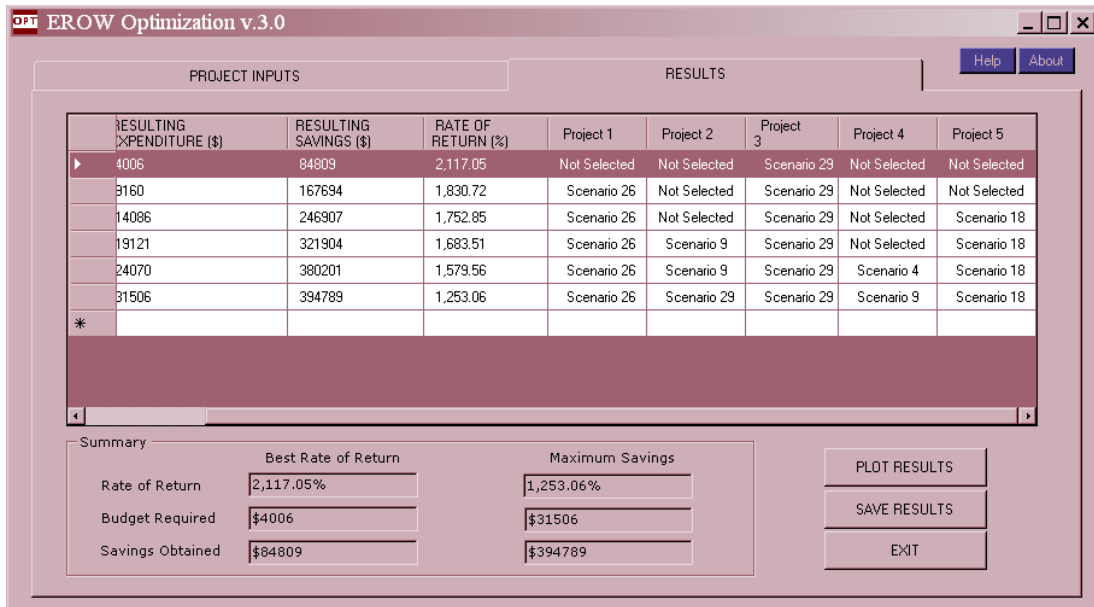 OPT EROW Optimization v.3.0
Help About
PROJECT INPUTS RESULTS
RESULTING EXPENDITURE ($) RESULTING SAVINGS ($) RATE OF RETURN (%) Project 1 Project 2 Project 3 Project 4 Project 5
4006 84809 2,117.05 Not Selected Not Selected Scenario 29 Not Selected Not Selected
9160 167694 1,830.72 Scenario 26 Not Selected Scenario 29 Not Selected Not Selected
14086 246907 1,752.85 Scenario 26 Not Selected Scenario 29 Not Selected Scenario 18
19121 321904 1,683.51 Scenario 26 Scenario 9 Scenario 29 Not Selected Scenario 18
24070 380201 1,579.56 Scenario 26 Scenario 9 Scenario 29 Scenario 4 Scenario 18
31506 394789 1,253.06 Scenario 26 Scenario 29 Scenario 29 Scenario 9 Scenario 18
Summary
Best Rate of Return Maximum Savings
Rate of Return 2,117.05% 1,253.06%
Budget Required $4006 $31506
Savings Obtained $84809 $394789
PLOT RESULTS
SAVE RESULTS
EXIT